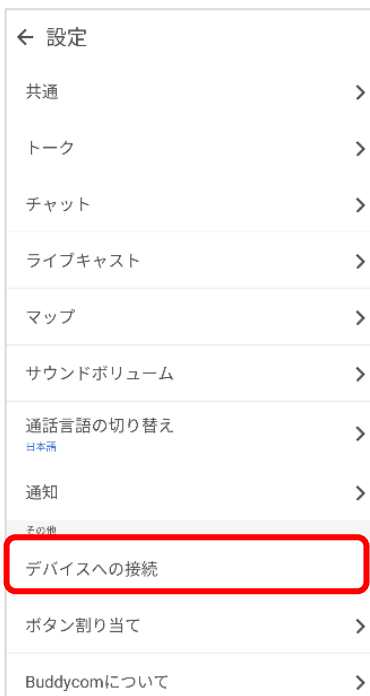 ← 設定
共通
トーク
チャット
ライブキャスト
マップ
サウンドボリューム
通話言語の切り替え
日本語
通知
その他
デバイスへの接続
ボタン割り当て
Buddycomについて